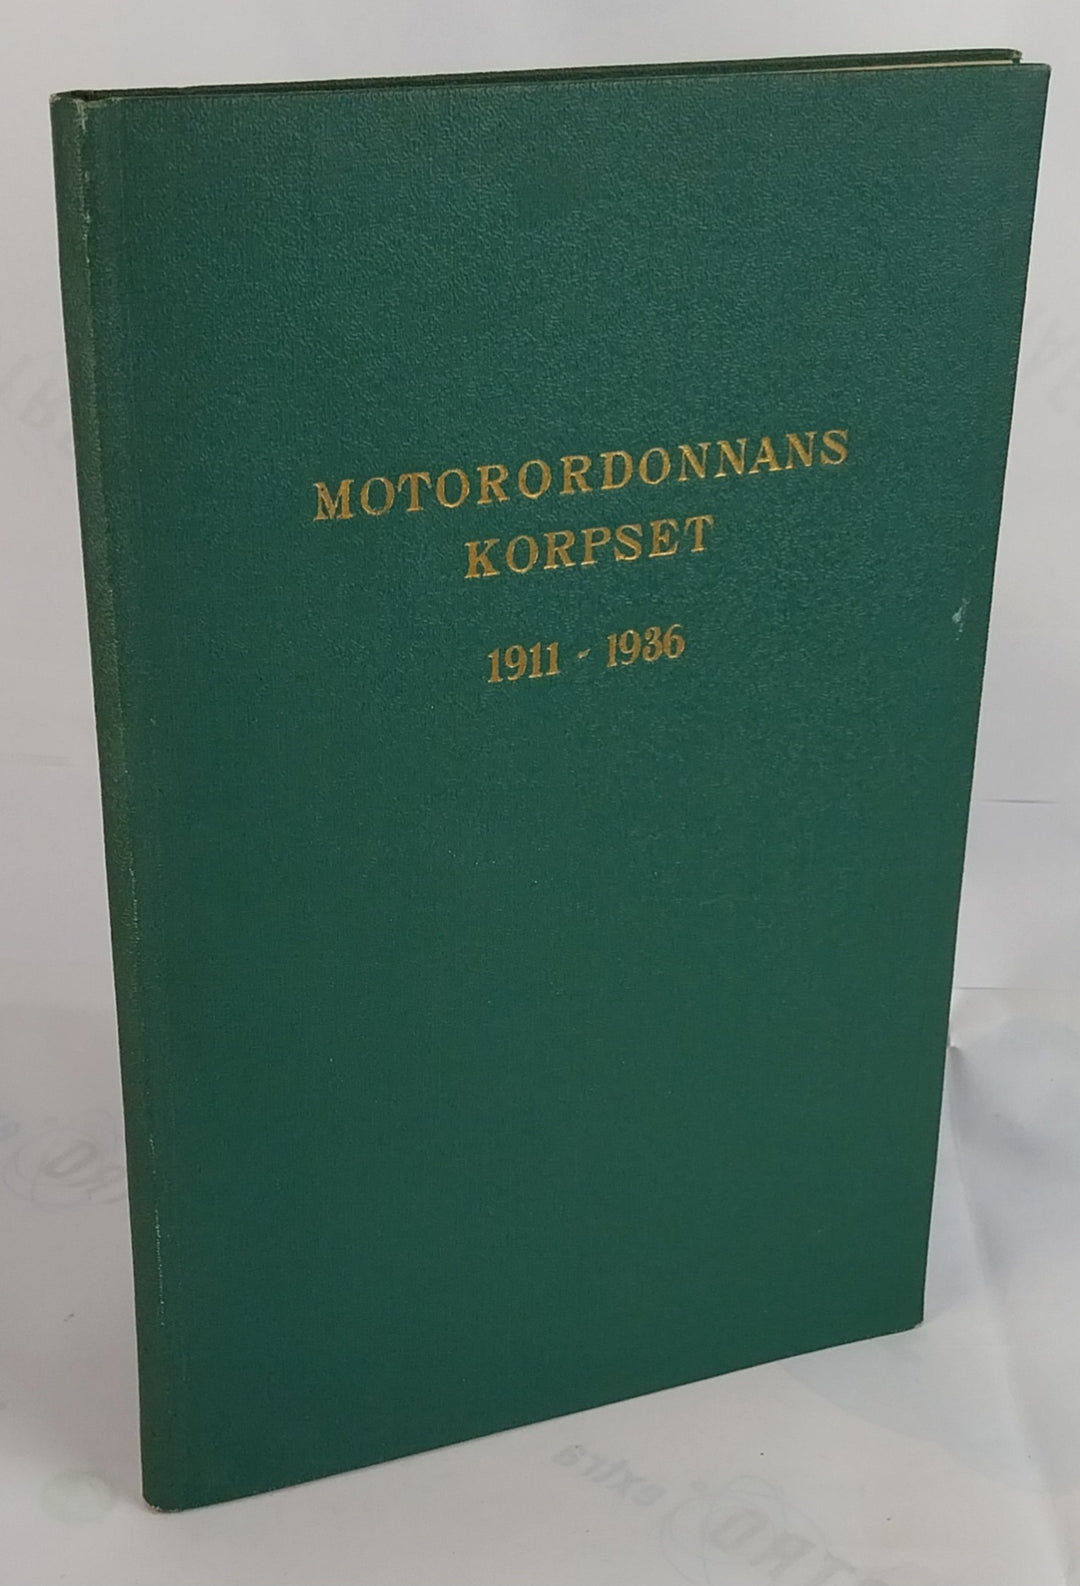 MOTORORDONNANS
KORPSET
1911 - 1936